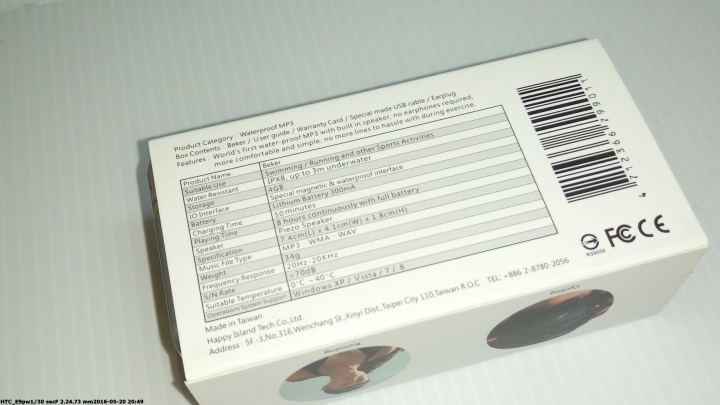 Product Category : Waterproof MP3
Box Contents : Beker / User guide / Warranty Card / Special made USB cable / Earplug
Features : World's first water-proof MP3 with built in speaker, no earphones required,
more comfortable and simple, no more lines to hassle with during exercise.
Product Name Beker
Suitable Use Swimming / Running and other Sports Activities
Water Resistant IPX8, up to 3m underwater
Storage 4GB
IO Interface Special magnetic & waterproof interface
Battery Lithium Battery 300mA
Charging Time 50 minutes
Playing Time 8 hours continuously with full battery
Speaker Piezo Speaker
Specification 7.4cm(L) x 4.1cm(W) x 1.8cm(H)
Music File Type MP3 . WMA . WAV
Weight 34g
Frequency Response 20Hz-20KHz
S/N Rate >70dB
Suitable Temperature 0°C ~40°C
Operations System Support Windows XP / Vista / 7 / 8
Made in Taiwan
Happy Island Tech Co.,Ltd.
Address : 5F.-3,No.316,Wenchang St.,Xinyi Dist.,Taipei City 110,Taiwan R.O.C TEL: +886 2-8780-2056
4 712361 799011
R38059
FC CE
Running
Cycling
HTC_E9pw1/30 secF 2.24.73 mm2016-05-20 20:49